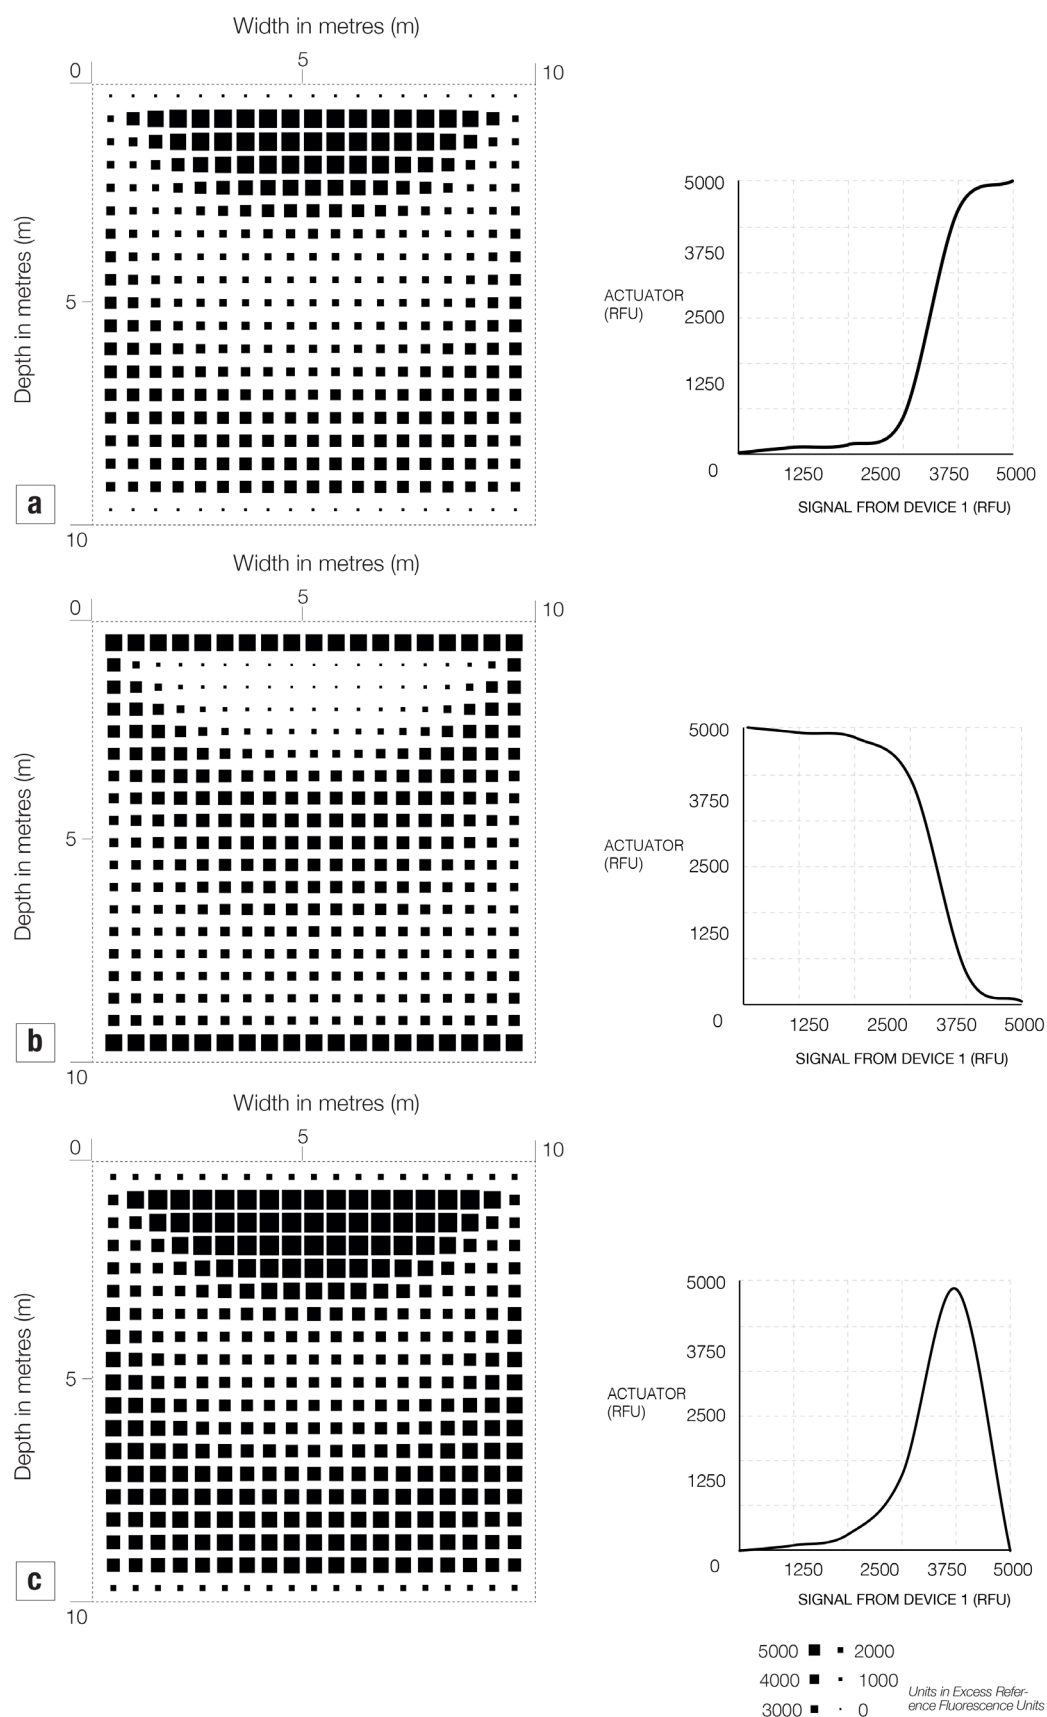 Width in metres (m)
0 5 10
Depth in metres (m)
5
10
a
5000
3750
ACTUATOR
(RFU)
2500
1250
0 1250 2500 3750 5000
SIGNAL FROM DEVICE 1 (RFU)
Width in metres (m)
0 5 10
Depth in metres (m)
5
10
b
5000
3750
ACTUATOR
(RFU)
2500
1250
0 1250 2500 3750 5000
SIGNAL FROM DEVICE 1 (RFU)
Width in metres (m)
0 5 10
Depth in metres (m)
5
10
c
5000
3750
ACTUATOR
(RFU)
2500
1250
0 1250 2500 3750 5000
SIGNAL FROM DEVICE 1 (RFU)
5000 2000
4000 1000
3000 0
Units in Excess Refer-
ence Fluorescence Units